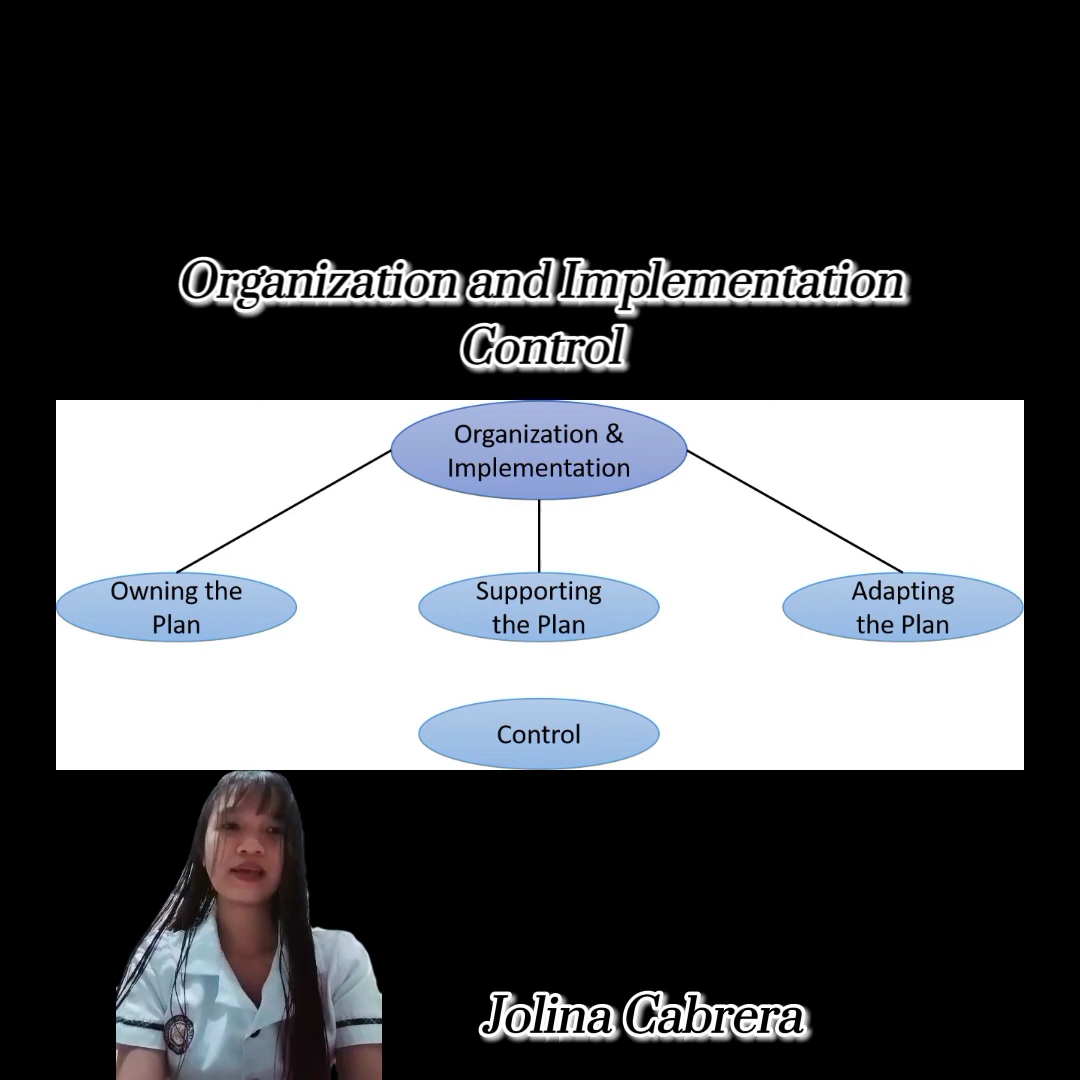 Organization and Implementation
Control
Organization &
Implementation
Owning the
Plan
Supporting
the Plan
Adapting
the Plan
Control
Jolina Cabrera